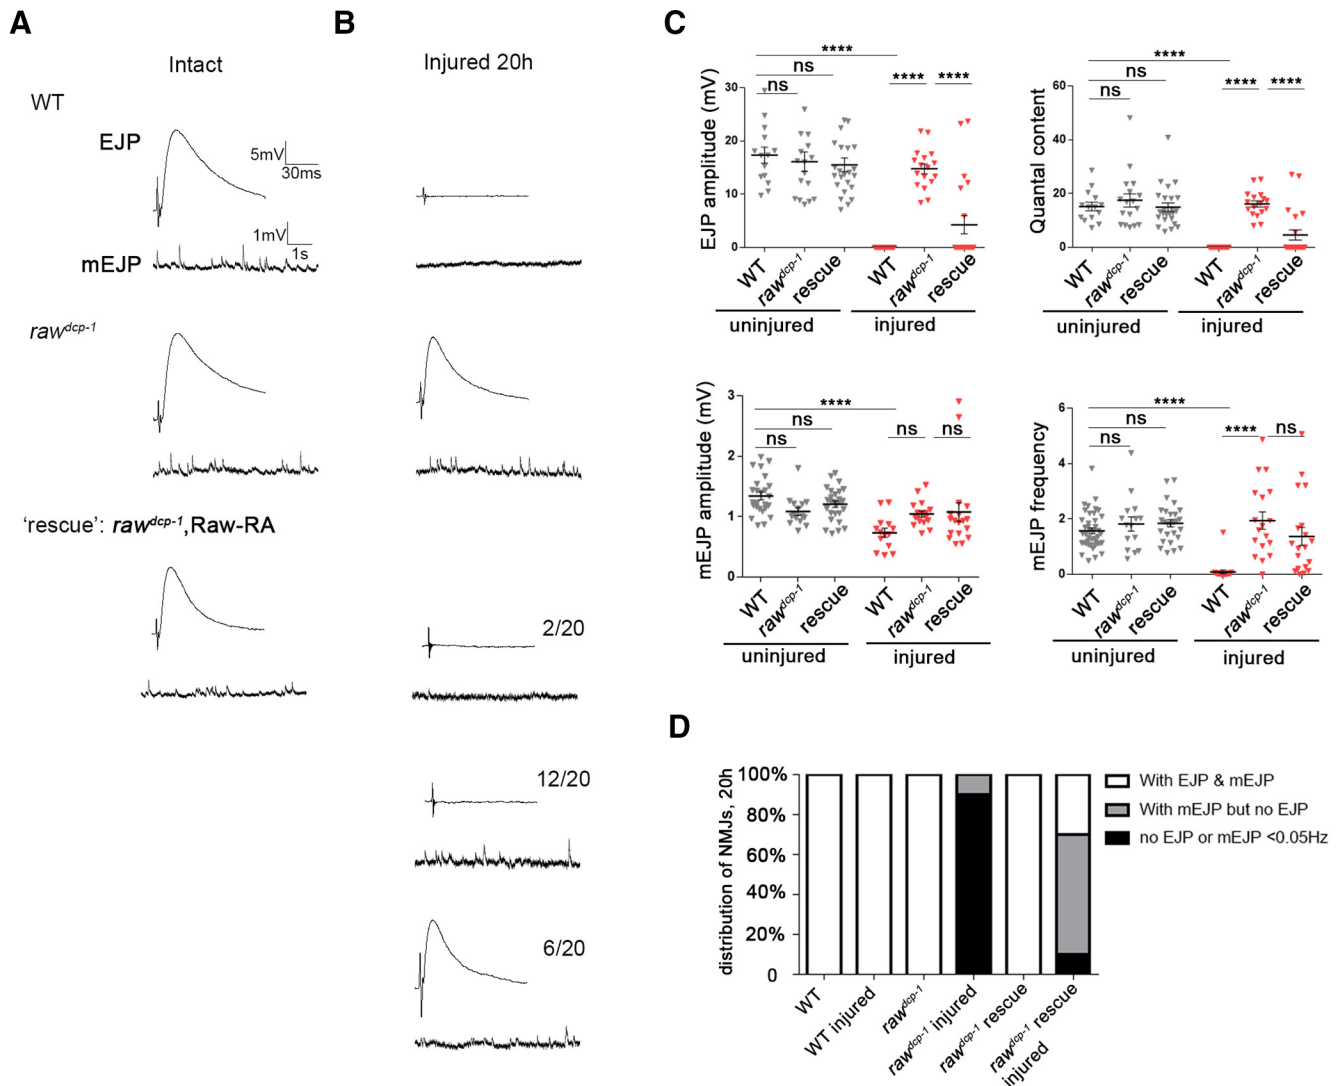 A
Intact
WT
EJP
5mV
30ms
1mV
1s
mEJP
raw^dcp-1
'rescue': raw^dcp-1,Raw-RA
B
Injured 20h
2/20
12/20
6/20
C
EJP amplitude (mV)
30
20
10
0
****
ns
ns
****
****
WT
raw^dcp-1
rescue
WT
raw^dcp-1
rescue
uninjured
injured
Quantal content
60
40
20
0
****
ns
ns
****
****
WT
raw^dcp-1
rescue
WT
raw^dcp-1
rescue
uninjured
injured
mEJP amplitude (mV)
3
2
1
0
****
ns
ns
ns
ns
WT
raw^dcp-1
rescue
WT
raw^dcp-1
rescue
uninjured
injured
mEJP frequency
6
4
2
0
****
ns
ns
****
ns
WT
raw^dcp-1
rescue
WT
raw^dcp-1
rescue
uninjured
injured
D
distribution of NMJs, 20h
100%
80%
60%
40%
20%
0
WT
WT injured
raw^dcp-1
raw^dcp-1 injured
raw^dcp-1 rescue
raw^dcp-1 rescue
injured
With EJP & mEJP
With mEJP but no EJP
no EJP or mEJP <0.05Hz